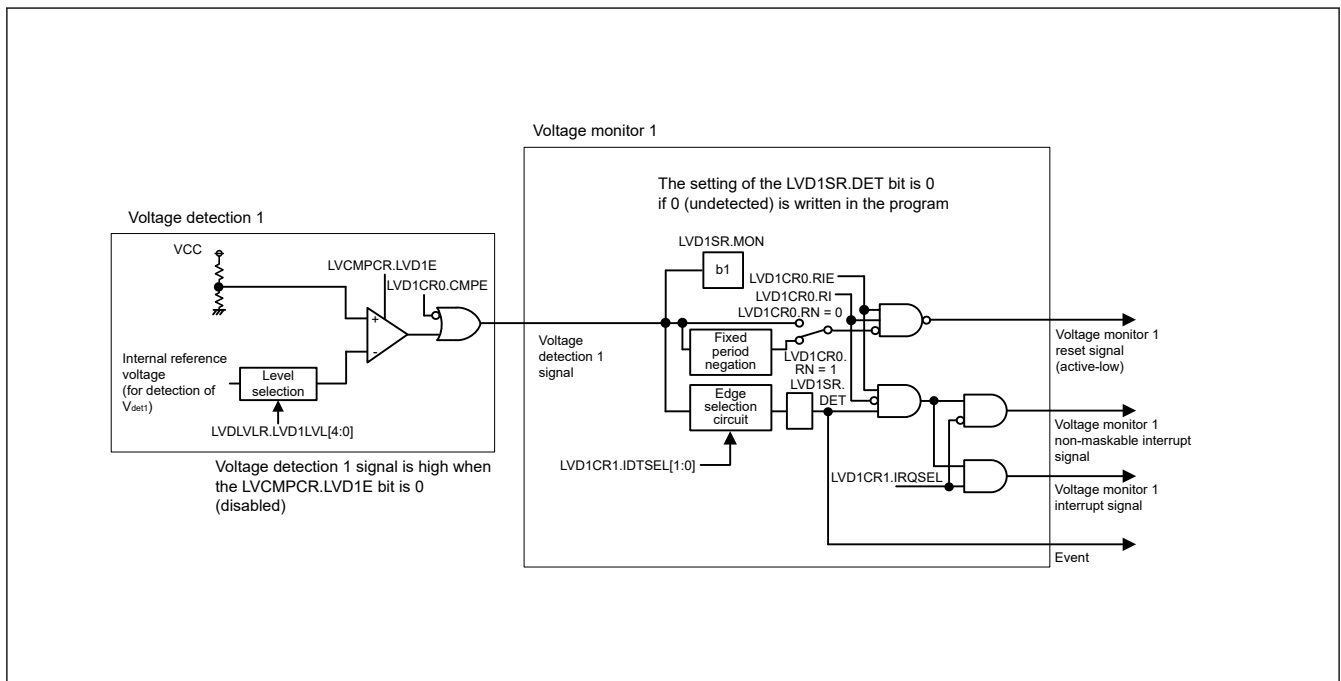 Voltage monitor 1
The setting of the LVD1SR.DET bit is 0
if 0 (undetected) is written in the program
Voltage detection 1
VCC
LVCMPCR.LVD1E
LVD1CR0.CMPE
+
-
Internal reference
voltage
(for detection of
Vdet1)
Level
selection
LVDLVLR.LVD1LVL[4:0]
Voltage detection 1 signal is high when
the LVCMPCR.LVD1E bit is 0
(disabled)
Voltage
detection 1
signal
LVD1SR.MON
b1
LVD1CR0.RIE
LVD1CR0.RI
LVD1CR0.RN = 0
Fixed
period
negation
LVD1CR0.
RN = 1
LVD1SR.
DET
Edge
selection
circuit
LVD1CR1.IDTSEL[1:0]
LVD1CR1.IRQSEL
Voltage monitor 1
reset signal
(active-low)
Voltage monitor 1
non-maskable interrupt
signal
Voltage monitor 1
interrupt signal
Event